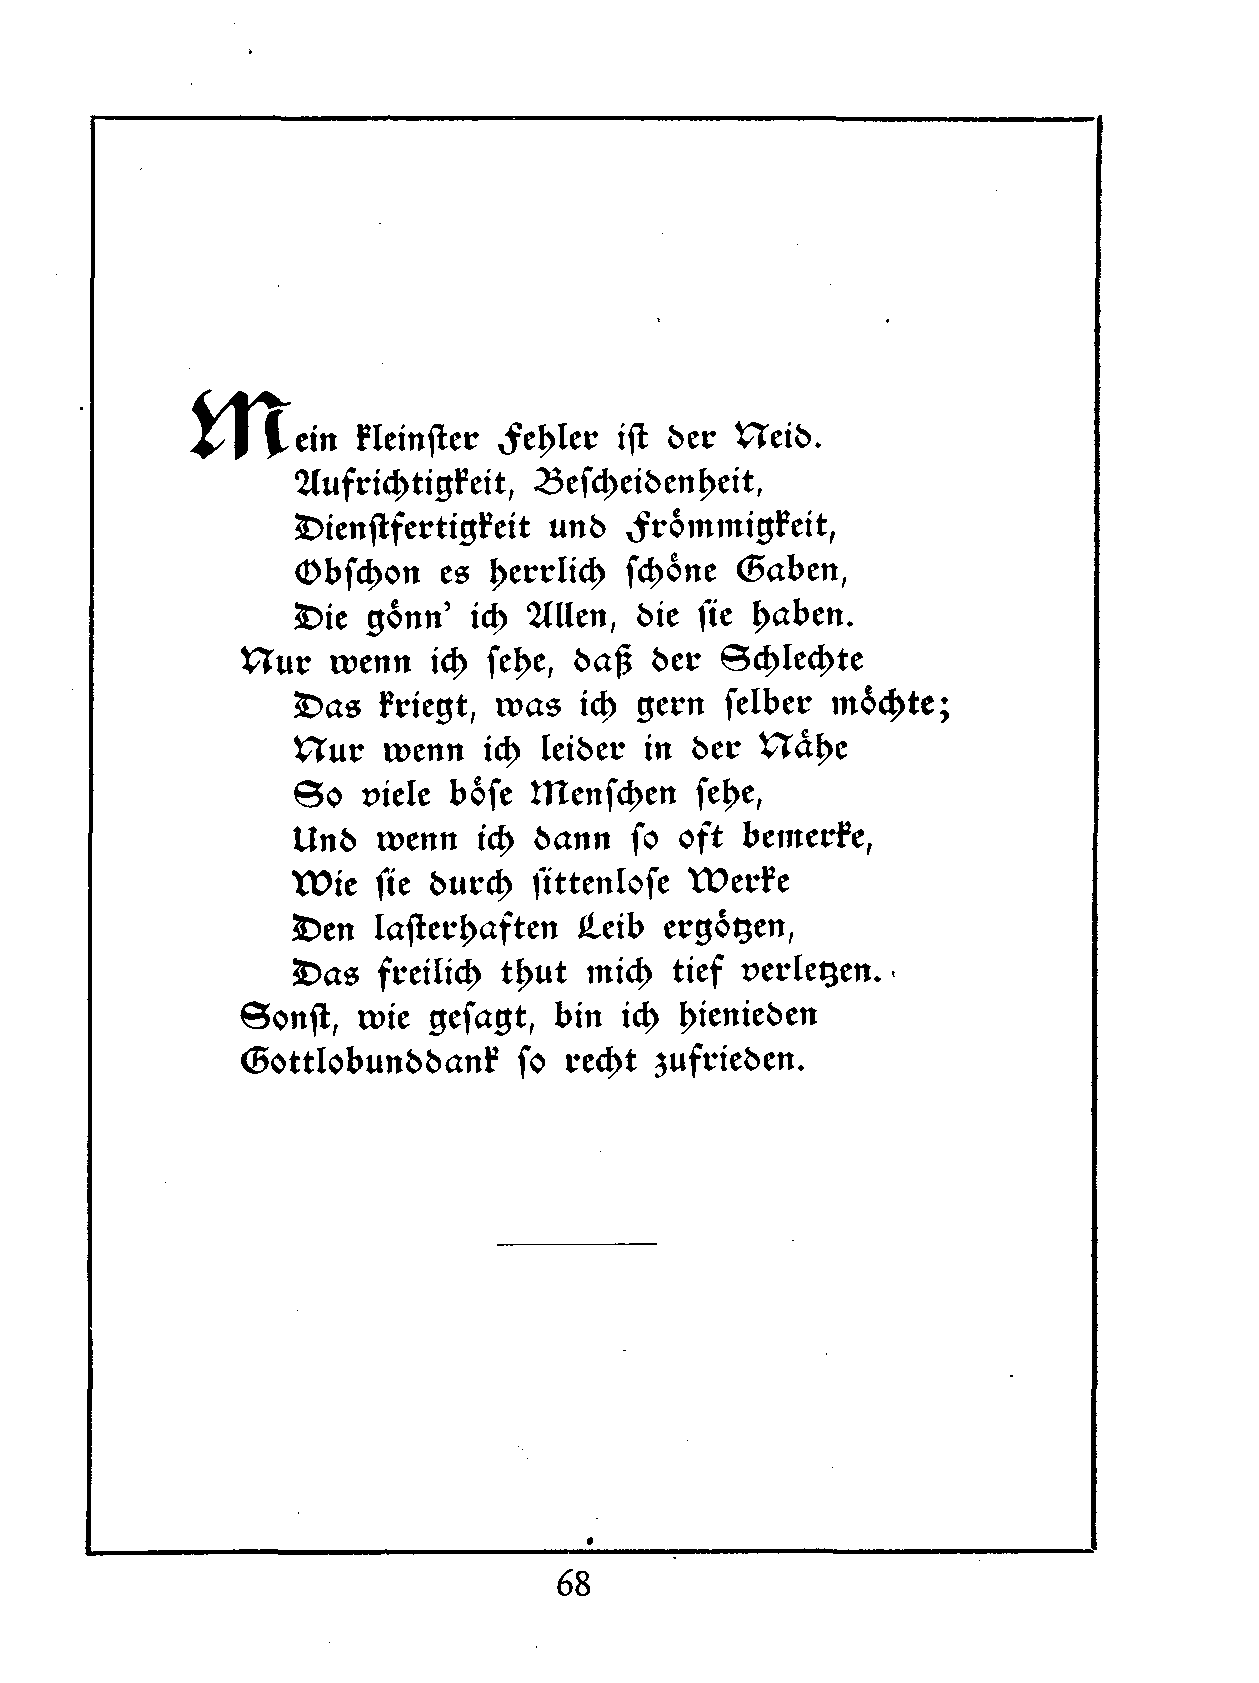 Mein kleinſter Fehler iſt der Neid.
Aufrichtigkeit, Beſcheidenheit,
Dienſtfertigkeit und Frömmigkeit,
Obſchon es herrlich ſchöne Gaben,
Die gönn' ich Allen, die ſie haben.
Nur wenn ich ſehe, daß der Schlechte
Das kriegt, was ich gern ſelber möchte;
Nur wenn ich leider in der Nähe
So viele böſe Menſchen ſehe,
Und wenn ich dann ſo oft bemerke,
Wie ſie durch ſittenloſe Werke
Den laſterhaften Leib ergötzen,
Das freilich thut mich tief verletzen.
Sonſt, wie geſagt, bin ich hienieden
Gottlobunddank ſo recht zufrieden.
68